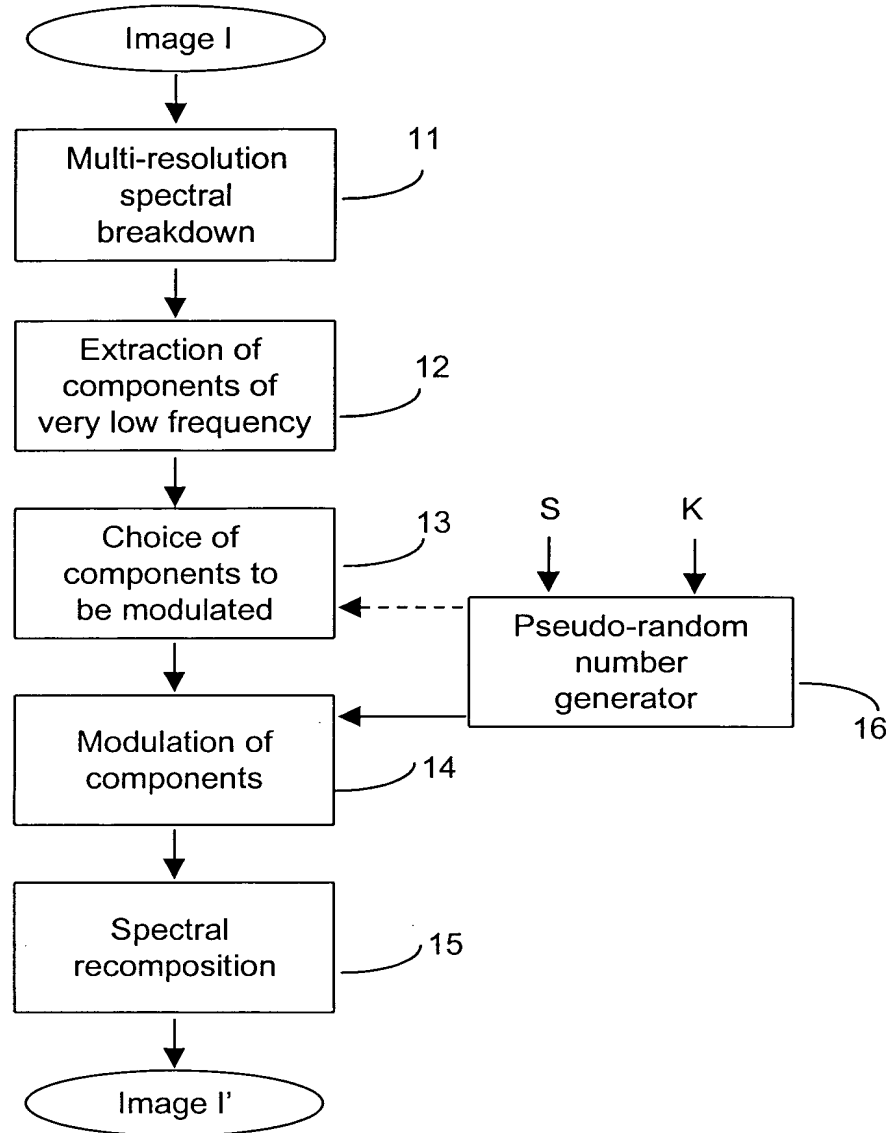 Image I
Multi-resolution
spectral
breakdown
11
Extraction of
components of
very low frequency
12
Choice of
components to
be modulated
13
S
K
Pseudo-random
number
generator
16
Modulation of
components
14
Spectral
recomposition
15
Image I'